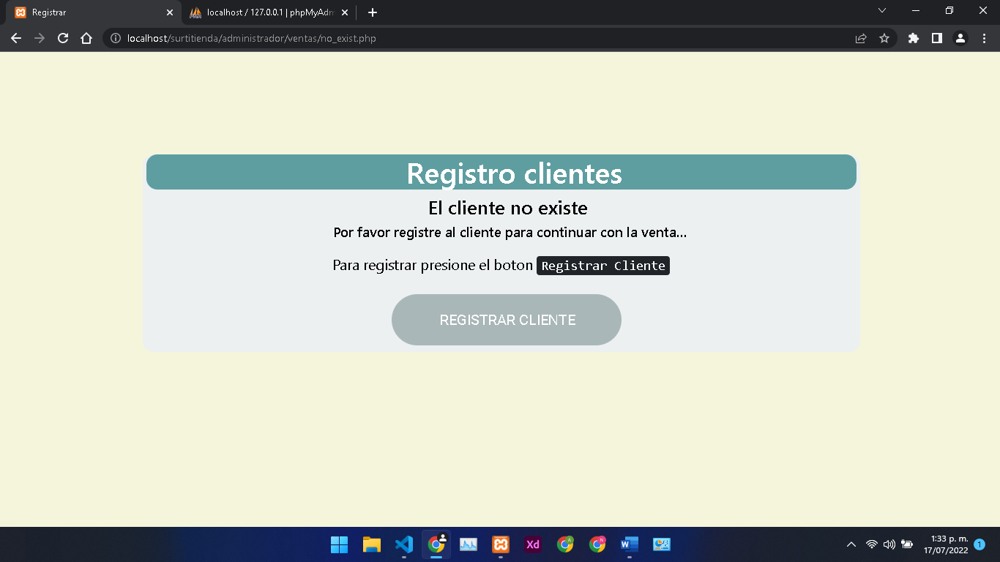 Registrar
localhost / 127.0.0.1 | phpMyAdm
localhost/surtitienda/administrador/ventas/no_exist.php
Registro clientes
El cliente no existe
Por favor registre al cliente para continuar con la venta...
Para registrar presione el boton Registrar Cliente
REGISTRAR CLIENTE
Xd
A
N
W
1:33 p. m.
17/07/2022
1